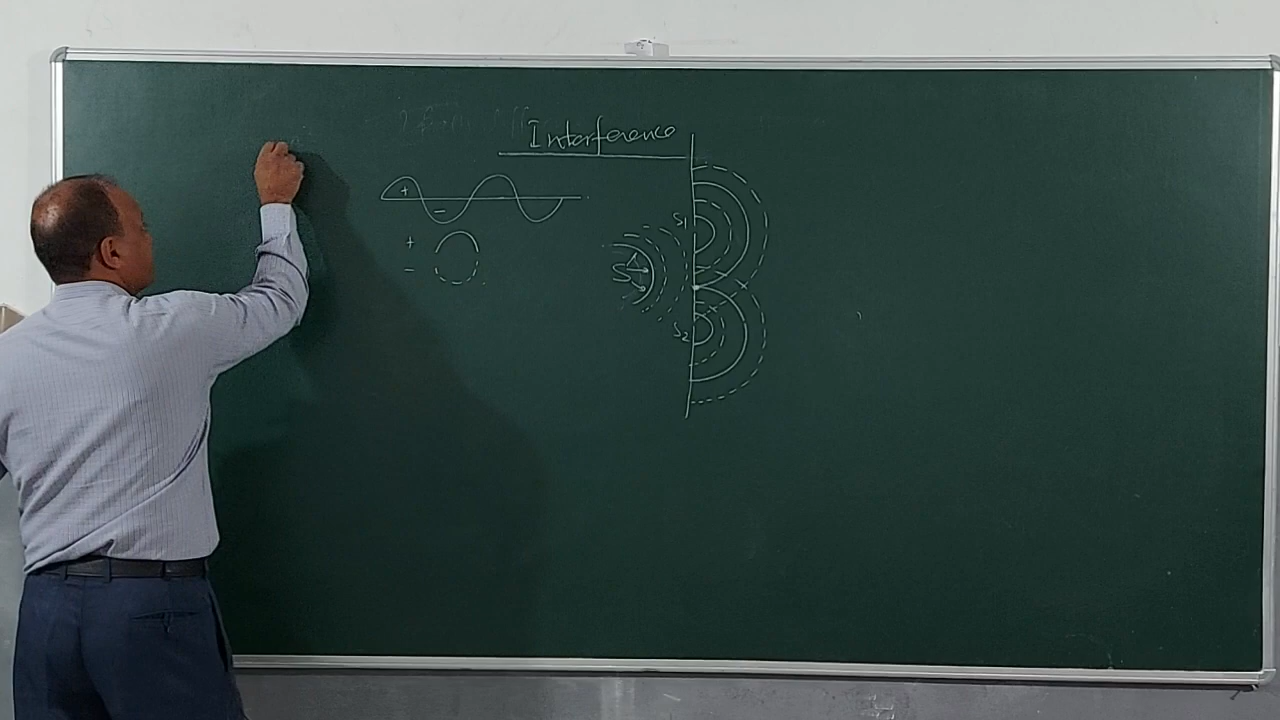 Interference
+
-
+
-
S1
S
S2